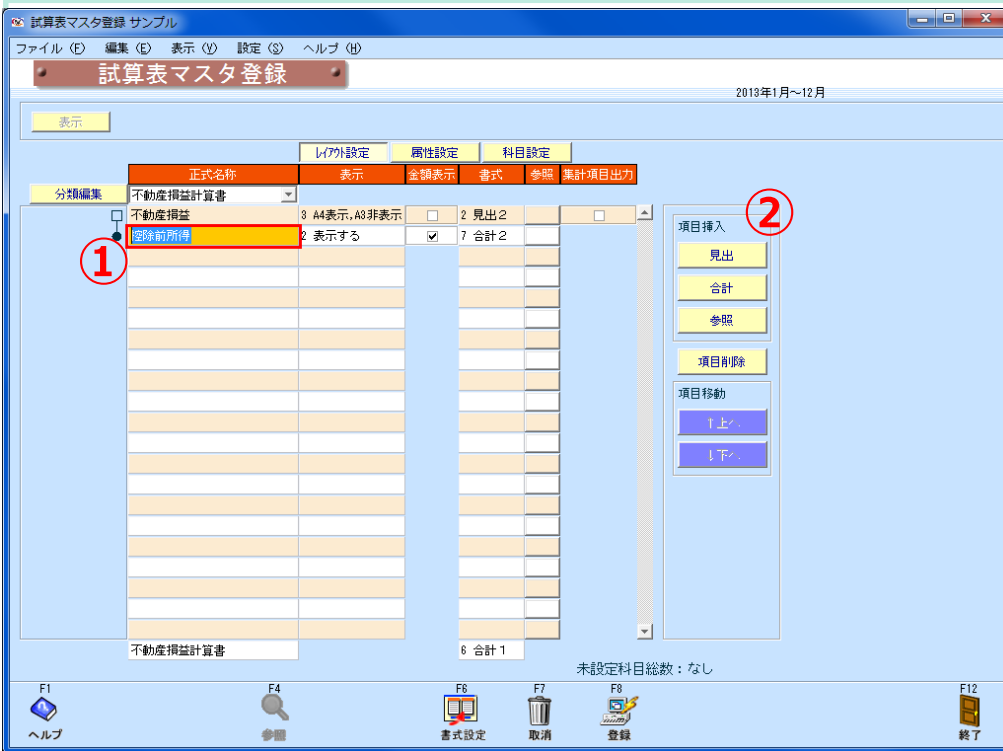 試算表マスタ登録 サンプル
ファイル (F) 編集 (E) 表示 (V) 設定 (S) ヘルプ (H)
試算表マスタ登録
2013年1月～12月
表示
ﾚｲｱｳﾄ設定 属性設定 科目設定
正式名称 表示 金額表示 書式 参照 集計項目出力
分類編集 不動産損益計算書
不動産損益 3 A4表示,A3非表示 2 見出2
控除前所得 2 表示する 7 合計2
①
②
項目挿入
見出
合計
参照
項目削除
項目移動
↑上へ
↓下へ
不動産損益計算書 6 合計1
未設定科目総数：なし
F1 F4 F6 F7 F8 F12
ヘルプ 参照 書式設定 取消 登録 終了